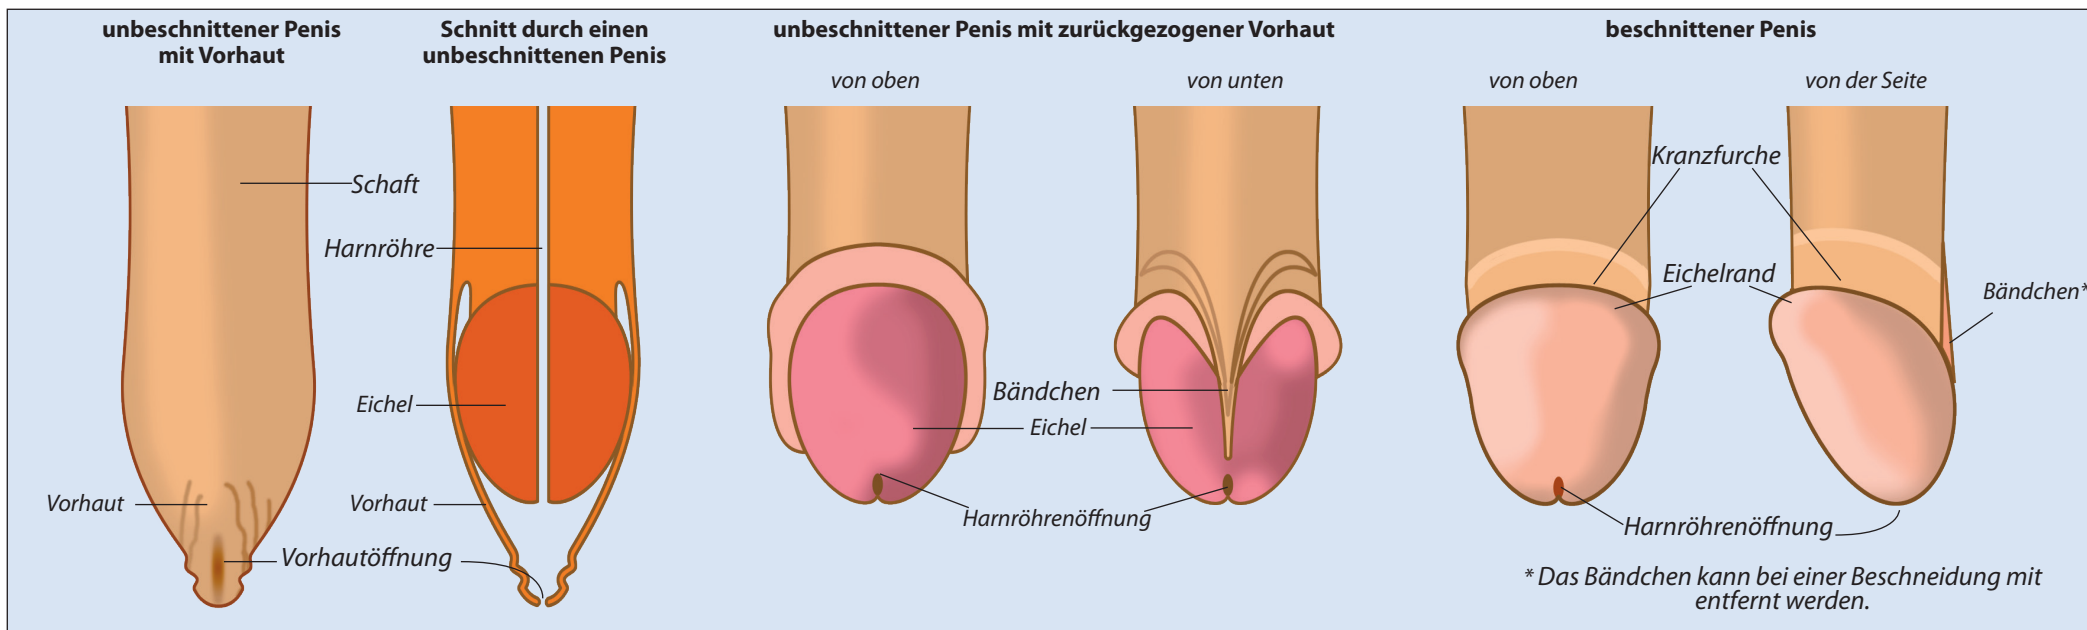 unbeschnittener Penis
mit Vorhaut
Schnitt durch einen
unbeschnittenen Penis
unbeschnittener Penis mit zurückgezogener Vorhaut
beschnittener Penis
von oben
von unten
von oben
von der Seite
Schaft
Harnröhre
Eichel
Vorhaut
Vorhaut
Vorhautöffnung
Bändchen
Eichel
Harnröhrenöffnung
Kranzfurche
Eichelrand
Bändchen*
Harnröhrenöffnung
* Das Bändchen kann bei einer Beschneidung mit
entfernt werden.